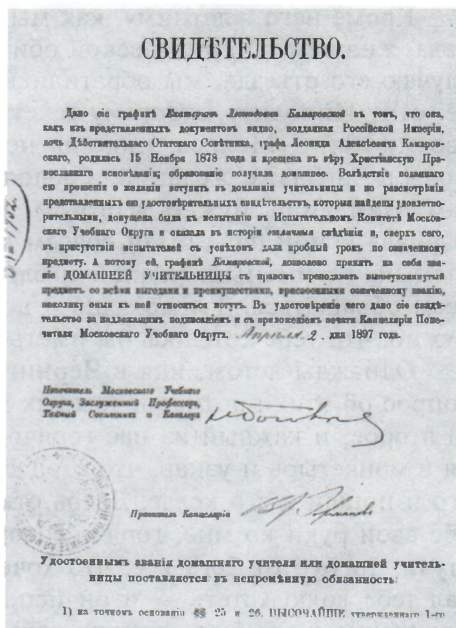 СВИДѢТЕЛЬСТВО.
Дано сіе графинѣ Екатеринѣ Леонидовнѣ Камаровской въ томъ, что она,
какъ изъ представленныхъ документовъ видно, подданная Россійской Имперіи,
дочь Дѣйствительнаго Статскаго Совѣтника, графа Леонида Алексѣевича Камаров-
скаго, родилась 15 Ноября 1878 года и крещена въ вѣру Христіанскую Пра-
вославнаго исповѣданія; образованіе получала домашнее. Вслѣдствіе поданнаго
ею прошенія о желаніи вступить въ домашнія учительницы и по разсмотрѣніи
представленныхъ ею удостовѣрительныхъ свидѣтельствъ, которыя найдены удовлетво-
рительными, допущена была къ испытанію въ Испытательномъ Комитетѣ Москов-
скаго Учебнаго Округа и оказала въ исторіи отличныя свѣдѣнія и, сверхъ сего,
въ присутствіи испытателей съ успѣхомъ дала пробный урокъ по означенному
предмету. А потому ей, графинѣ Камаровской, дозволено принять на себя зва-
ніе ДОМАШНЕЙ УЧИТЕЛЬНИЦЫ съ правомъ преподавать вышеупомянутый
предметъ со всѣми выгодами и преимуществами, присвоенными означенному званію,
насколько оныя къ ней относиться могутъ. Въ удостовѣреніе чего дано сіе свидѣ-
тельство за надлежащимъ подписаніемъ и съ приложеніемъ печати Канцеляріи Попе-
чителя Московскаго Учебнаго Округа. Апрѣля 2 дня 1897 года.
Попечитель Московскаго Учебнаго
Округа, Заслуженный Профессоръ,
Тайный Совѣтникъ и Кавалеръ
Правитель Канцеляріи
Удостоеннымъ званія домашняго учителя или домашней учитель-
ницы поставляется въ непремѣнную обязанность:
1) на точномъ основаніи §§ 25 и 26, ВЫСОЧАЙШЕ утвержденнаго 1-го